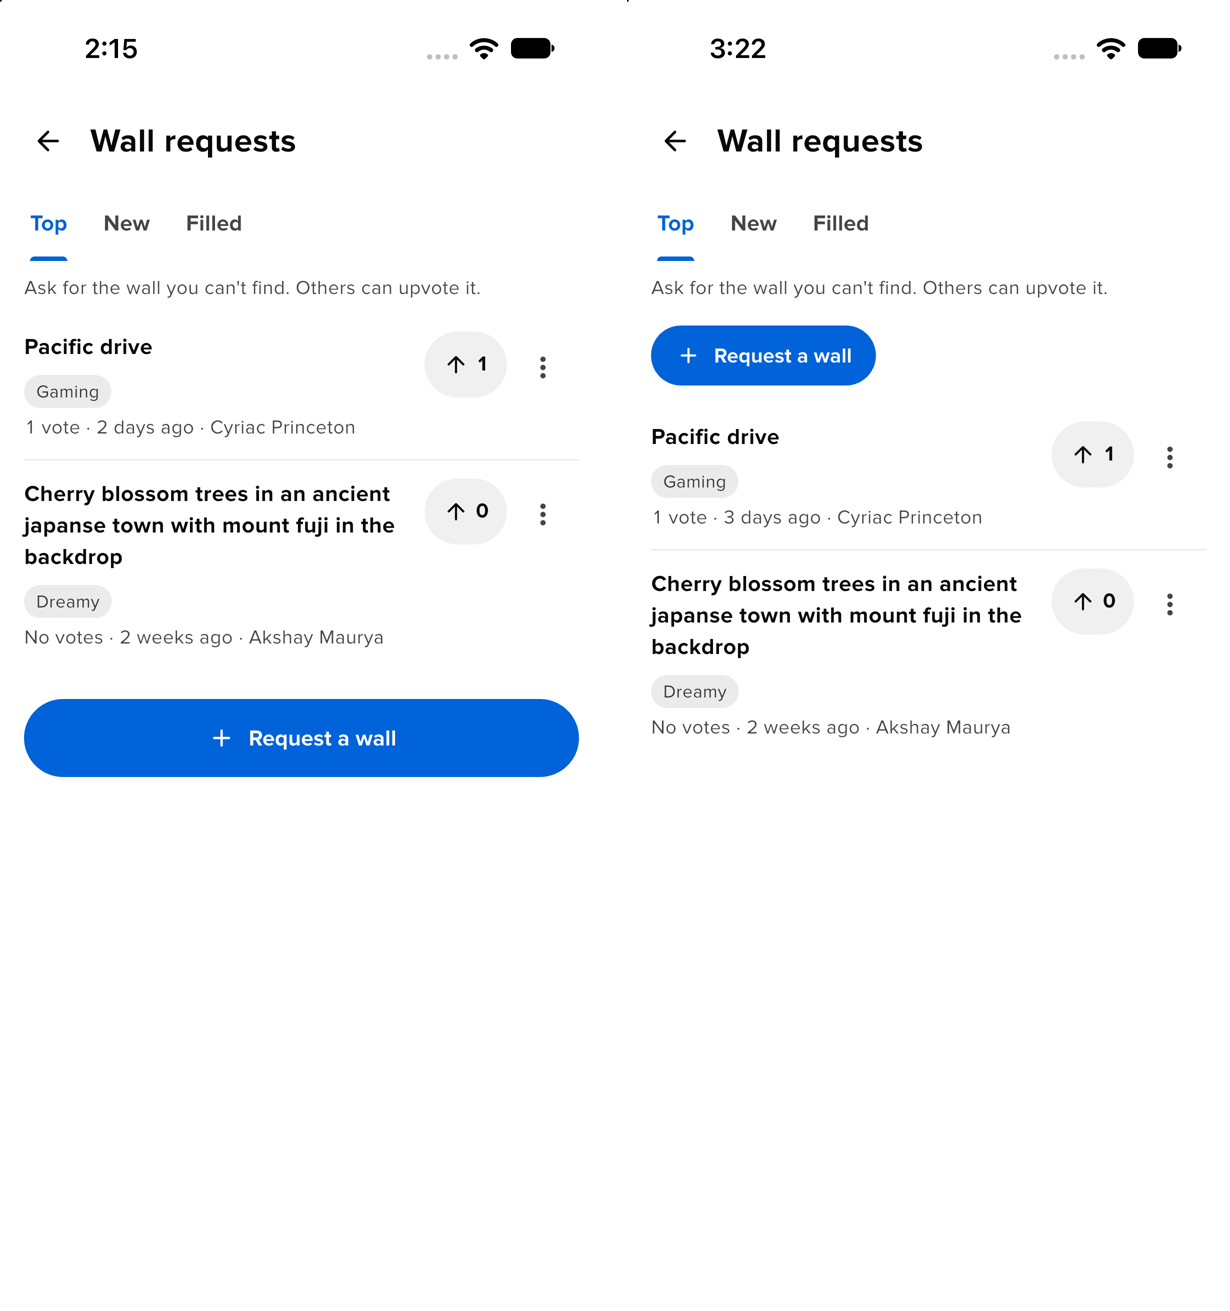 2:15
Wall requests
Top New Filled
Ask for the wall you can't find. Others can upvote it.
Pacific drive
1
Gaming
1 vote · 2 days ago · Cyriac Princeton
Cherry blossom trees in an ancient
japanse town with mount fuji in the
backdrop
0
Dreamy
No votes · 2 weeks ago · Akshay Maurya
+ Request a wall
3:22
Wall requests
Top New Filled
Ask for the wall you can't find. Others can upvote it.
+ Request a wall
Pacific drive
1
Gaming
1 vote · 3 days ago · Cyriac Princeton
Cherry blossom trees in an ancient
japanse town with mount fuji in the
backdrop
0
Dreamy
No votes · 2 weeks ago · Akshay Maurya